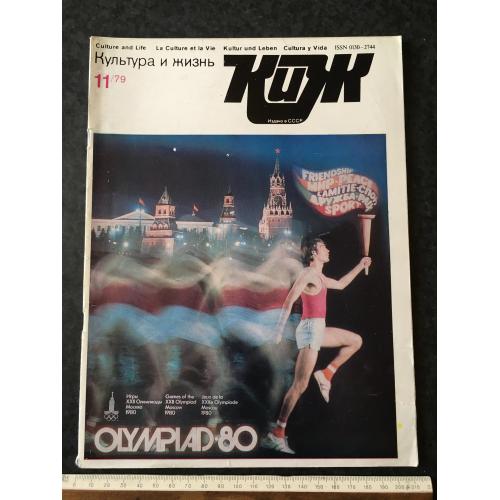 Culture and Life La Culture et la Vie Kultur und Leben Cultura y Vida ISSN 0130-2744
Культура и жизнь
11/79
КиЖ
Издано в СССР
FRIENDSHIP
МИР·PEACE
L'AMITIÉ
ДРУЖБА
SPORT
Игры
XXII Олимпиады
Москва
1980
Games of the
XXII Olympiad
Moscow
1980
Jeux de la
XXIIe Olympiade
Moscou
1980
OLYMPIAD·80